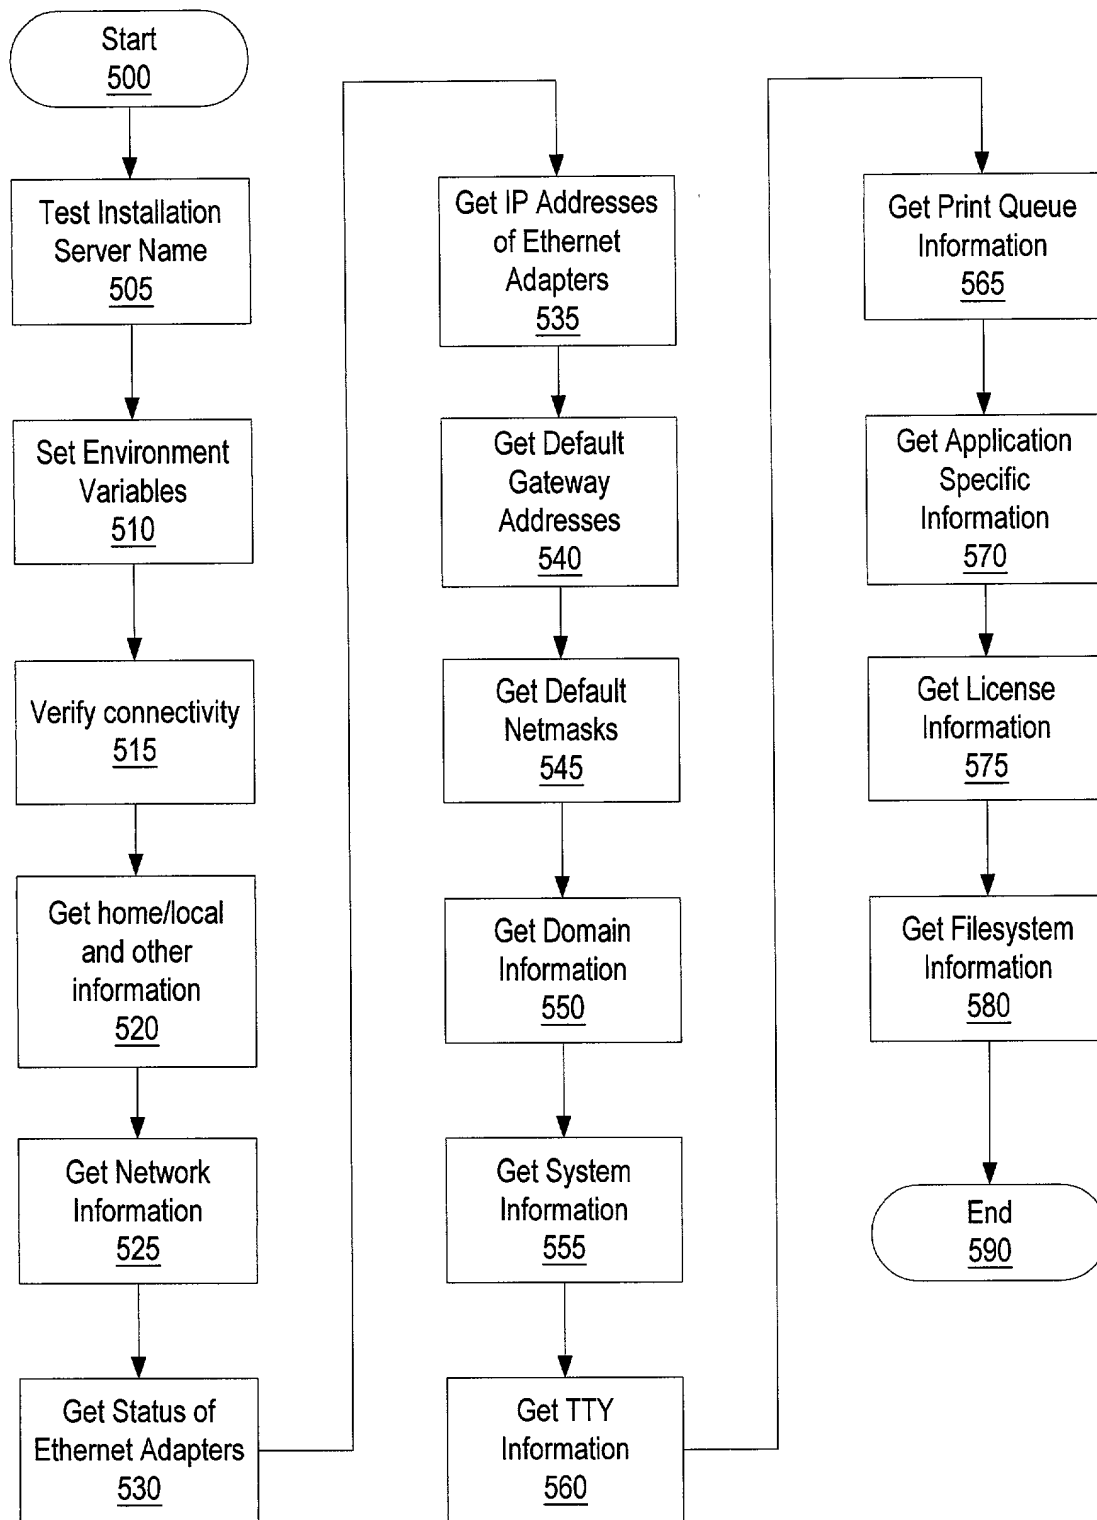 Start
500
Test Installation
Server Name
505
Set Environment
Variables
510
Verify connectivity
515
Get home/local
and other
information
520
Get Network
Information
525
Get Status of
Ethernet Adapters
530
Get IP Addresses
of Ethernet
Adapters
535
Get Default
Gateway
Addresses
540
Get Default
Netmasks
545
Get Domain
Information
550
Get System
Information
555
Get TTY
Information
560
Get Print Queue
Information
565
Get Application
Specific
Information
570
Get License
Information
575
Get Filesystem
Information
580
End
590